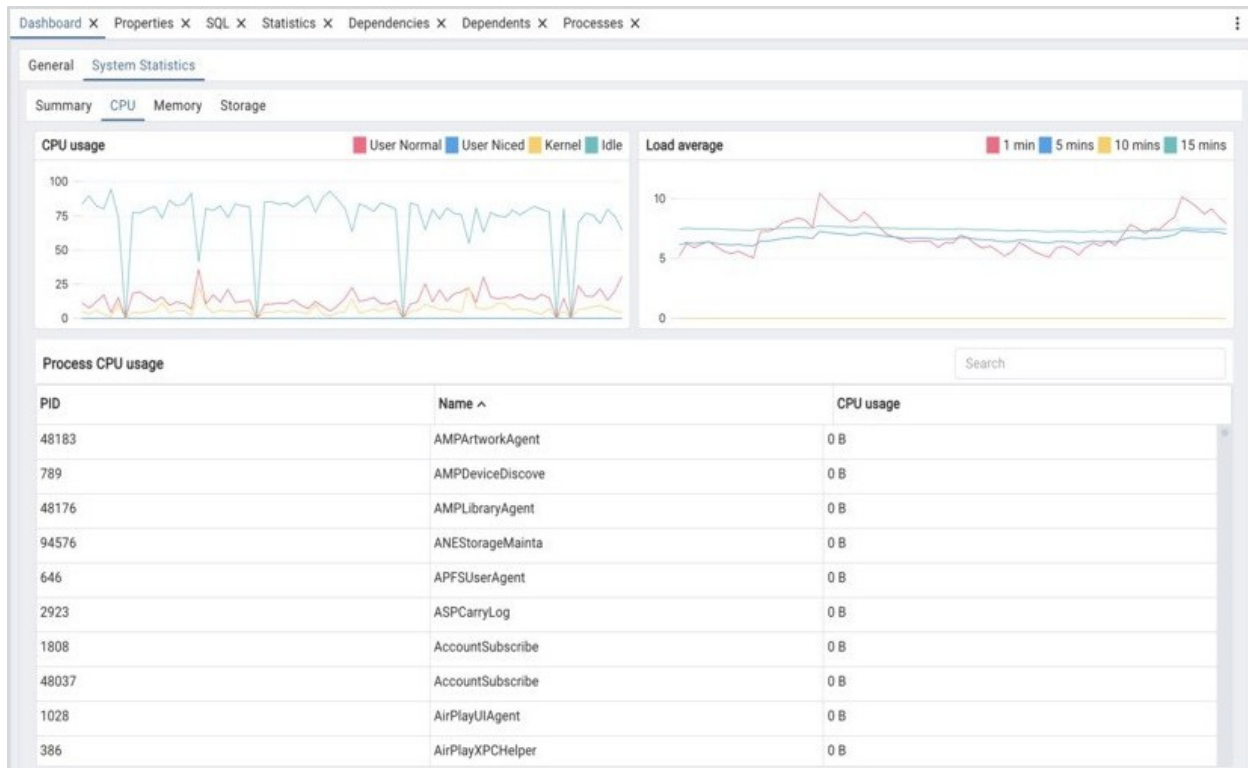 Dashboard X Properties X SQL X Statistics X Dependencies X Dependents X Processes X
General System Statistics
Summary CPU Memory Storage
CPU usage User Normal User Niced Kernel Idle
100
75
50
25
0
Load average 1 min 5 mins 10 mins 15 mins
10
5
0
Process CPU usage Search
PID Name CPU usage
48183 AMPArtworkAgent 0 B
789 AMPDeviceDiscove 0 B
48176 AMPLibraryAgent 0 B
94576 ANEStorageMainta 0 B
646 APFSUserAgent 0 B
2923 ASPCarryLog 0 B
1808 AccountSubscribe 0 B
48037 AccountSubscribe 0 B
1028 AirPlayUIAgent 0 B
386 AirPlayXPCHelper 0 B